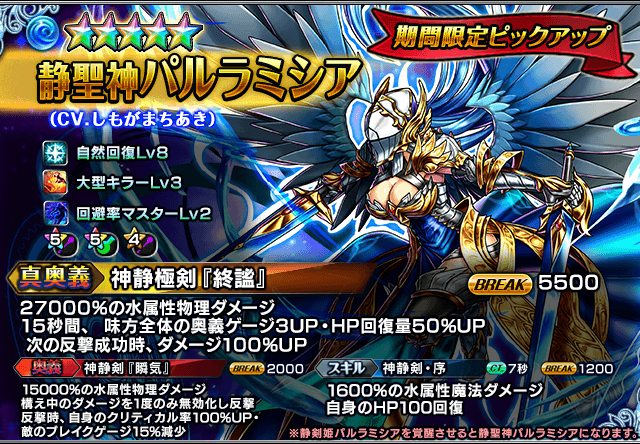 期間限定ピックアップ
静聖神パルラミシア
(CV.しもがまちあき)
自然回復Lv8
大型キラーLv3
回避率マスターLv2
5 5 4
真奥義 神静極剣『終謐』 BREAK 5500
27000%の水属性物理ダメージ
15秒間、味方全体の奥義ゲージ3UP・HP回復量50%UP
次の反撃成功時、ダメージ100%UP
奥義 神静剣『瞬気』 BREAK 2000
15000%の水属性物理ダメージ
構え中のダメージを1度のみ無効化し反撃
反撃時、自身のクリティカル率100%UP・
敵のブレイクゲージ15%減少
スキル 神静剣・序 C.T. 7秒 BREAK 1200
1600%の水属性魔法ダメージ
自身のHP100回復
※静剣姫パルラミシアを覚醒させると静聖神パルラミシアになります。